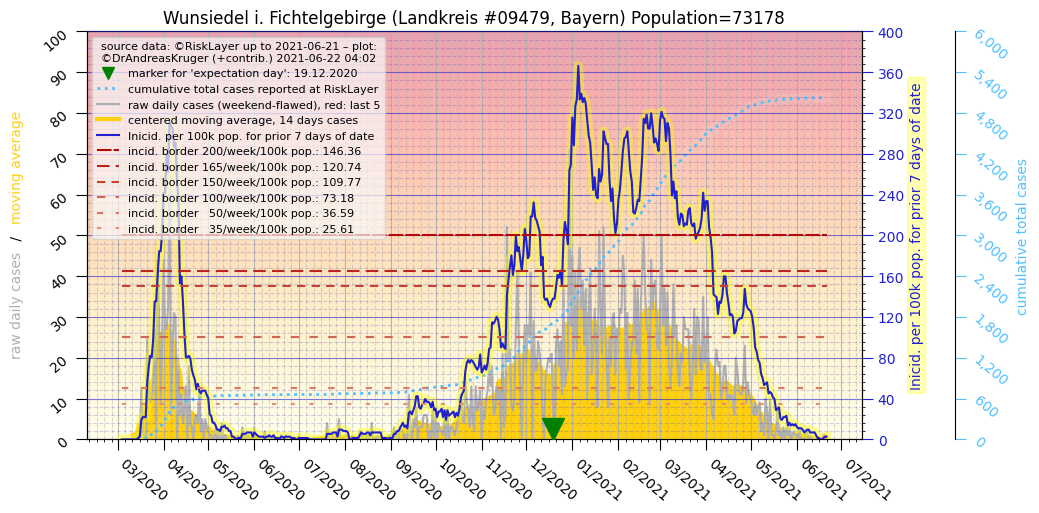 Wunsiedel i. Fichtelgebirge (Landkreis #09479, Bayern) Population=73178
source data: ©RiskLayer up to 2021-06-21 – plot:
©DrAndreasKruger (+contrib.) 2021-06-22 04:02
marker for 'expectation day': 19.12.2020
cumulative total cases reported at RiskLayer
raw daily cases (weekend-flawed), red: last 5
centered moving average, 14 days cases
Inicid. per 100k pop. for prior 7 days of date
incid. border 200/week/100k pop.: 146.36
incid. border 165/week/100k pop.: 120.74
incid. border 150/week/100k pop.: 109.77
incid. border 100/week/100k pop.: 73.18
incid. border   50/week/100k pop.: 36.59
incid. border   35/week/100k pop.: 25.61
raw daily cases  /  moving average
100
90
80
70
60
50
40
30
20
10
0
400
360
320
280
240
200
160
120
80
40
0
Inicid. per 100k pop. for prior 7 days of date
6,000
5,400
4,800
4,200
3,600
3,000
2,400
1,800
1,200
600
0
cumulative total cases
03/2020
04/2020
05/2020
06/2020
07/2020
08/2020
09/2020
10/2020
11/2020
12/2020
01/2021
02/2021
03/2021
04/2021
05/2021
06/2021
07/2021